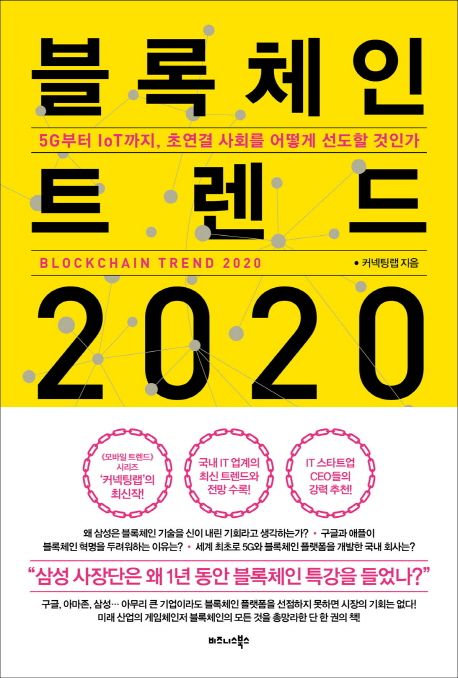 블록체인
5G부터 IoT까지, 초연결 사회를 어떻게 선도할 것인가
트렌드
BLOCKCHAIN TREND 2020
• 커넥팅랩 지음
2020
《모바일 트렌드》
시리즈
‘커넥팅랩’의
최신작!
국내 IT 업계의
최신 트렌드와
전망 수록!
IT 스타트업
CEO들의
강력 추천!
왜 삼성은 블록체인 기술을 신이 내린 기회라고 생각하는가? • 구글과 애플이
블록체인 혁명을 두려워하는 이유는? • 세계 최초로 5G와 블록체인 플랫폼을 개발한 국내 회사는?
“삼성 사장단은 왜 1년 동안 블록체인 특강을 들었나?”
구글, 아마존, 삼성… 아무리 큰 기업이라도 블록체인 플랫폼을 선점하지 못하면 시장의 기회는 없다!
미래 산업의 게임체인저 블록체인의 모든 것을 총망라한 단 한 권의 책!
비즈니스북스